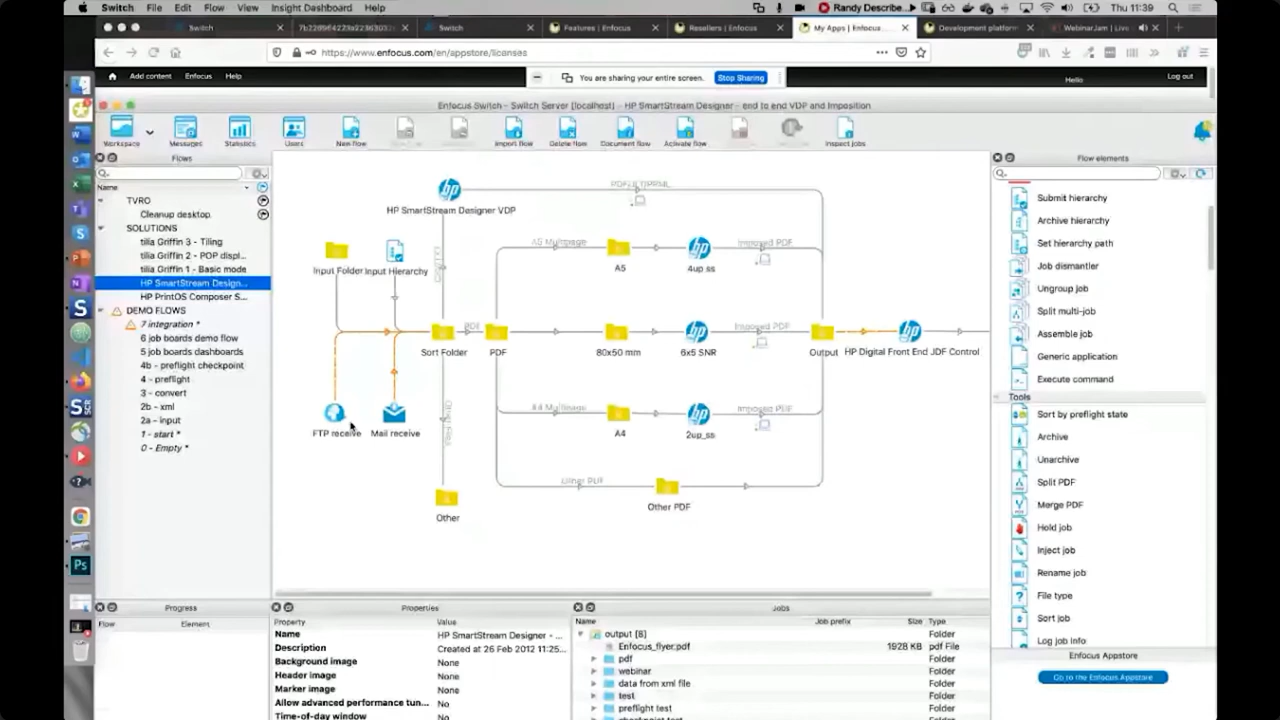 Switch File Edit Flow View Insight Dashboard Help Randy Describe... Thu 11:39
Switch
Switch
Features | Enfocus
Resellers | Enfocus
My Apps | Enfocus...
Development platform
WebinarJam | Live
https://www.enfocus.com/en/appstore/licenses
Add content Enfocus Help
You are sharing your entire screen. Stop Sharing
Hello
Log out
Enfocus Switch - Switch Server [localhost] - HP SmartStream Designer - end to end VDP and Imposition
Workspace Messages Statistics Users New flow Import flow Delete flow Document flow Activate flow Inspect jobs
Flows
Name
TVRO
Cleanup desktop
SOLUTIONS
tilia Griffin 3 - Tiling
tilia Griffin 2 - POP displ...
tilia Griffin 1 - Basic mode
HP SmartStream Design...
HP PrintOS Composer S...
DEMO FLOWS
7 integration *
6 job boards demo flow
5 job boards dashboards
4b - preflight checkpoint
4 - preflight
3 - convert
2b - xml
2a - input
1 - start *
0 - Empty *
HP SmartStream Designer VDP
A5 Multipage
A5
4up ss
Imposed PDF
Input Folder
Input Hierarchy
Sort Folder
PDF
PDF
80x50 mm
6x5 SNR
Imposed PDF
Output
HP Digital Front End JDF Control
FTP receive
Mail receive
A4 Multipage
A4
2up_ss
Imposed PDF
Other
Other PDF
Other PDF
Flow elements
Submit hierarchy
Archive hierarchy
Set hierarchy path
Job dismantler
Ungroup job
Split multi-job
Assemble job
Generic application
Execute command
Tools
Sort by preflight state
Archive
Unarchive
Split PDF
Merge PDF
Hold job
Inject job
Rename job
File type
Sort job
Log job info
Enfocus Appstore
Go to the Enfocus Appstore
Progress
Flow Element
Properties
Property Value
Name HP SmartStream Designer - ...
Description Created at 26 Feb 2012 11:25...
Background image None
Header image None
Marker image None
Allow advanced performance tun... No
Time-of-day window No
Jobs
Name Job prefix Size Type
output [8] Folder
Enfocus_flyer.pdf 1928 KB pdf File
pdf Folder
webinar Folder
data from xml file Folder
test Folder
preflight test Folder